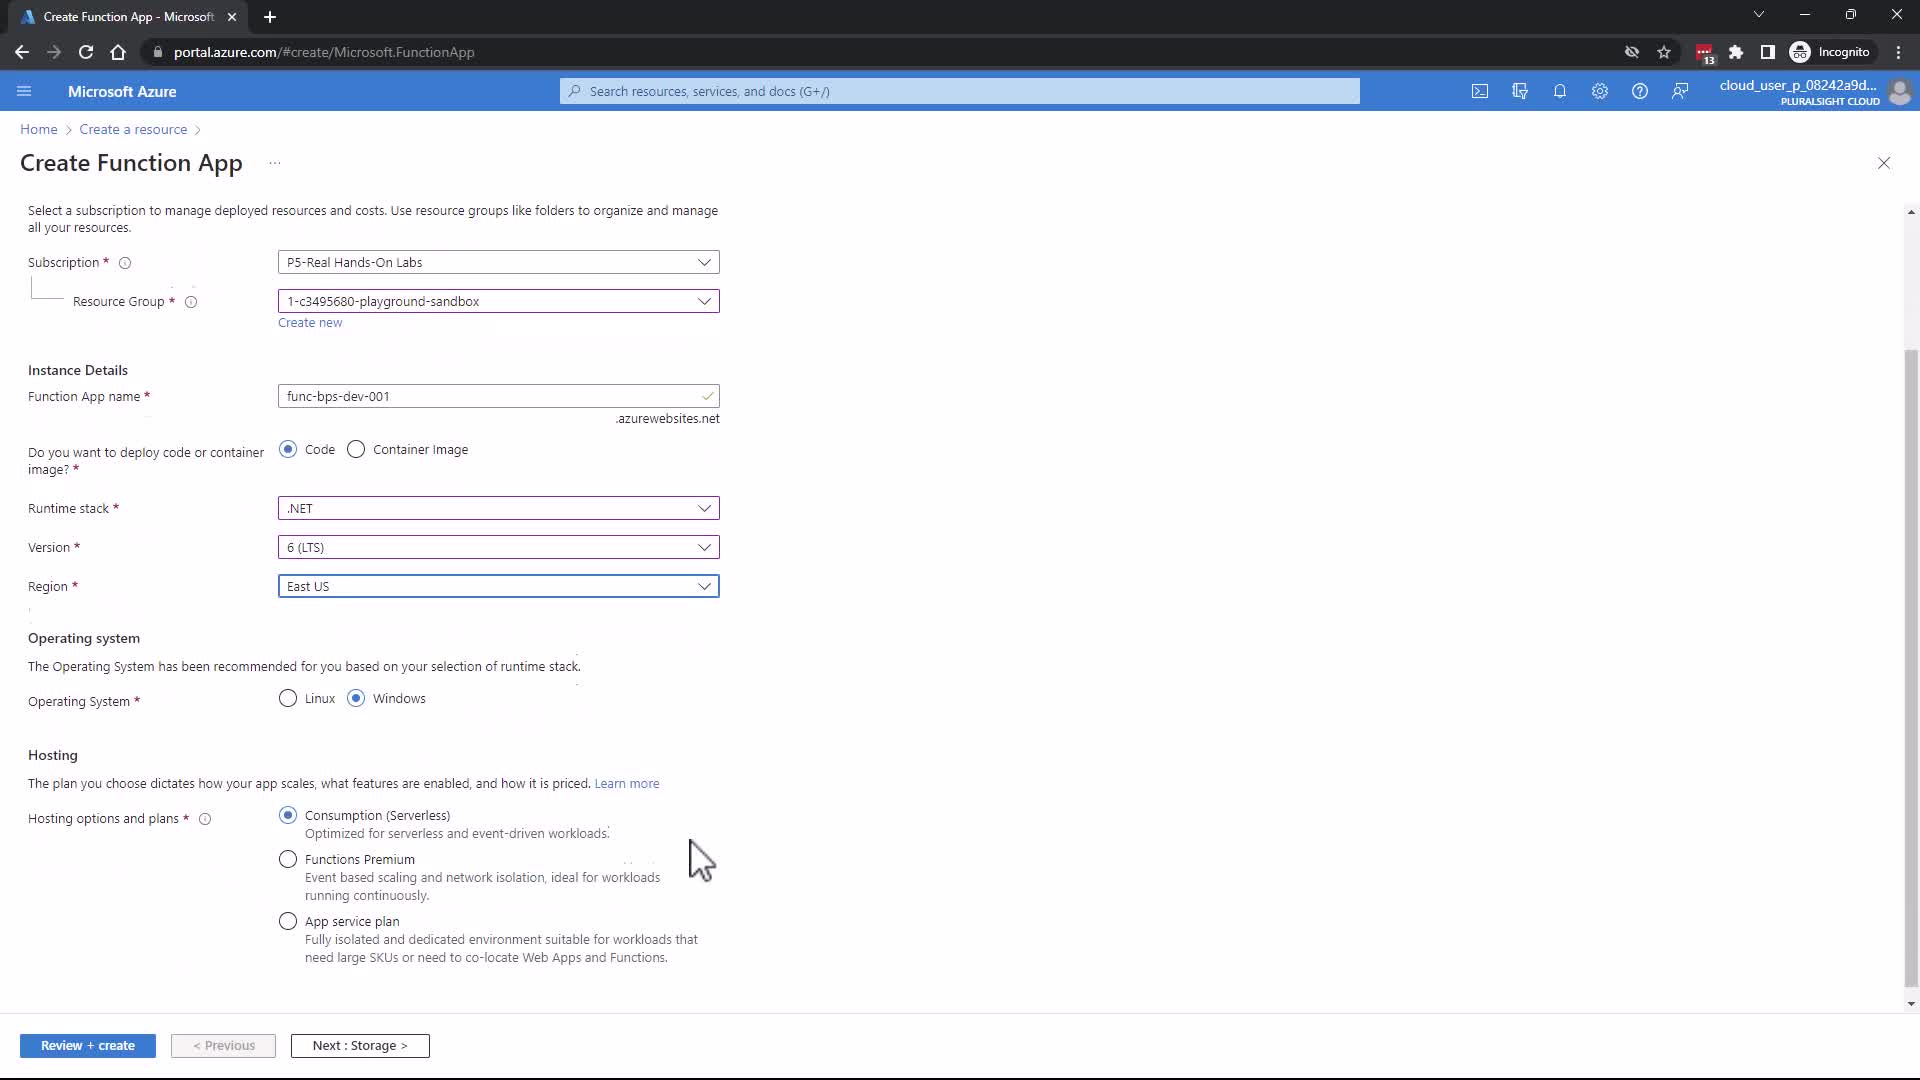 Create Function App - Microsoft
portal.azure.com/#create/Microsoft.FunctionApp
13
Incognito
Microsoft Azure
Search resources, services, and docs (G+/)
cloud_user_p_08242a9d...
PLURALSIGHT CLOUD
Home > Create a resource >
Create Function App ...
Select a subscription to manage deployed resources and costs. Use resource groups like folders to organize and manage
all your resources.
Subscription *
P5-Real Hands-On Labs
Resource Group *
1-c3495680-playground-sandbox
Create new
Instance Details
Function App name *
func-bps-dev-001
.azurewebsites.net
Do you want to deploy code or container
image? *
Code
Container Image
Runtime stack *
.NET
Version *
6 (LTS)
Region *
East US
Operating system
The Operating System has been recommended for you based on your selection of runtime stack.
Operating System *
Linux
Windows
Hosting
The plan you choose dictates how your app scales, what features are enabled, and how it is priced. Learn more
Hosting options and plans *
Consumption (Serverless)
Optimized for serverless and event-driven workloads.
Functions Premium
Event based scaling and network isolation, ideal for workloads
running continuously.
App service plan
Fully isolated and dedicated environment suitable for workloads that
need large SKUs or need to co-locate Web Apps and Functions.
Review + create
< Previous
Next : Storage >